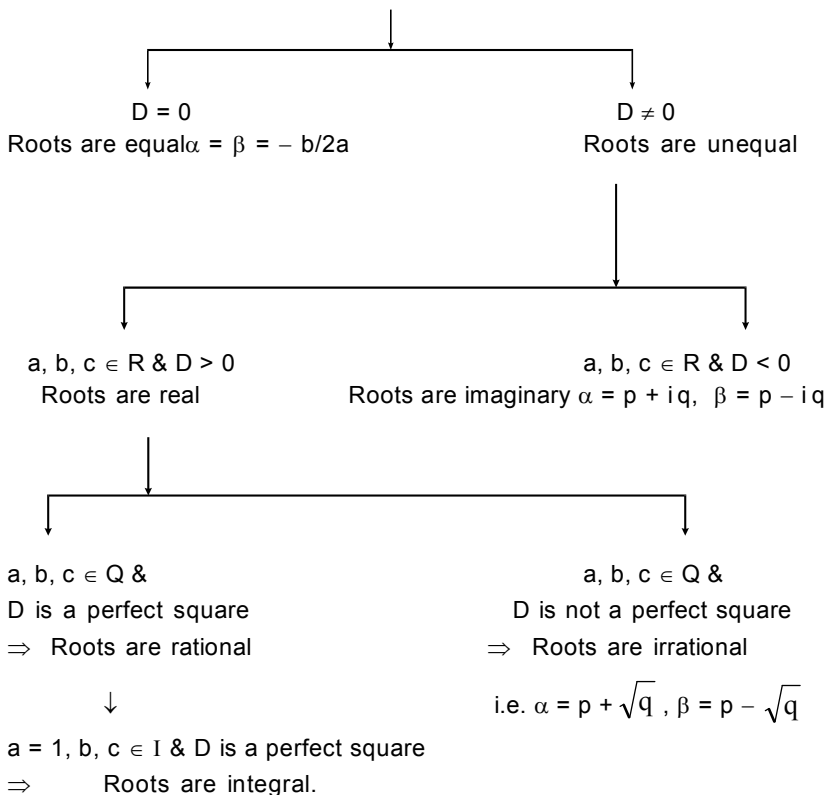 D = 0
Roots are equalα = β = – b/2a
D ≠ 0
Roots are unequal
a, b, c ∈ R & D > 0
Roots are real
a, b, c ∈ R & D < 0
Roots are imaginary α = p + i q, β = p – i q
a, b, c ∈ Q &
D is a perfect square
⇒ Roots are rational
↓
a = 1, b, c ∈ I & D is a perfect square
⇒ Roots are integral.
a, b, c ∈ Q &
D is not a perfect square
⇒ Roots are irrational
i.e. α = p + √q , β = p – √q